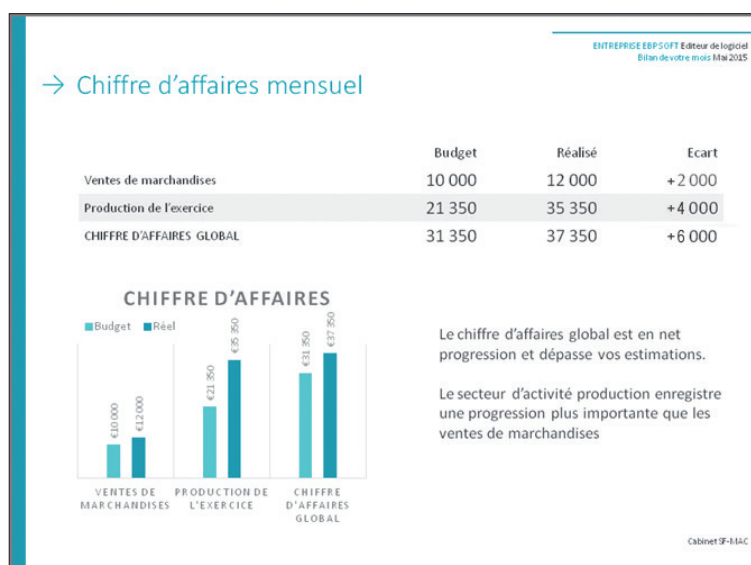 ENTREPRISE EBP SOFT Editeur de logiciel
Bilan de votre mois Mai 2015
→ Chiffre d'affaires mensuel
Budget Réalisé Ecart
Ventes de marchandises 10 000 12 000 +2 000
Production de l'exercice 21 350 35 350 +4 000
CHIFFRE D'AFFAIRES GLOBAL 31 350 37 350 +6 000
CHIFFRE D'AFFAIRES
Budget Réel
€10 000
€12 000
€21 350
€35 350
€31 350
€37 350
VENTES DE
MARCHANDISES
PRODUCTION DE
L'EXERCICE
CHIFFRE
D'AFFAIRES
GLOBAL
Le chiffre d'affaires global est en net
progression et dépasse vos estimations.
Le secteur d'activité production enregistre
une progression plus importante que les
ventes de marchandises
Cabinet SF-MAC